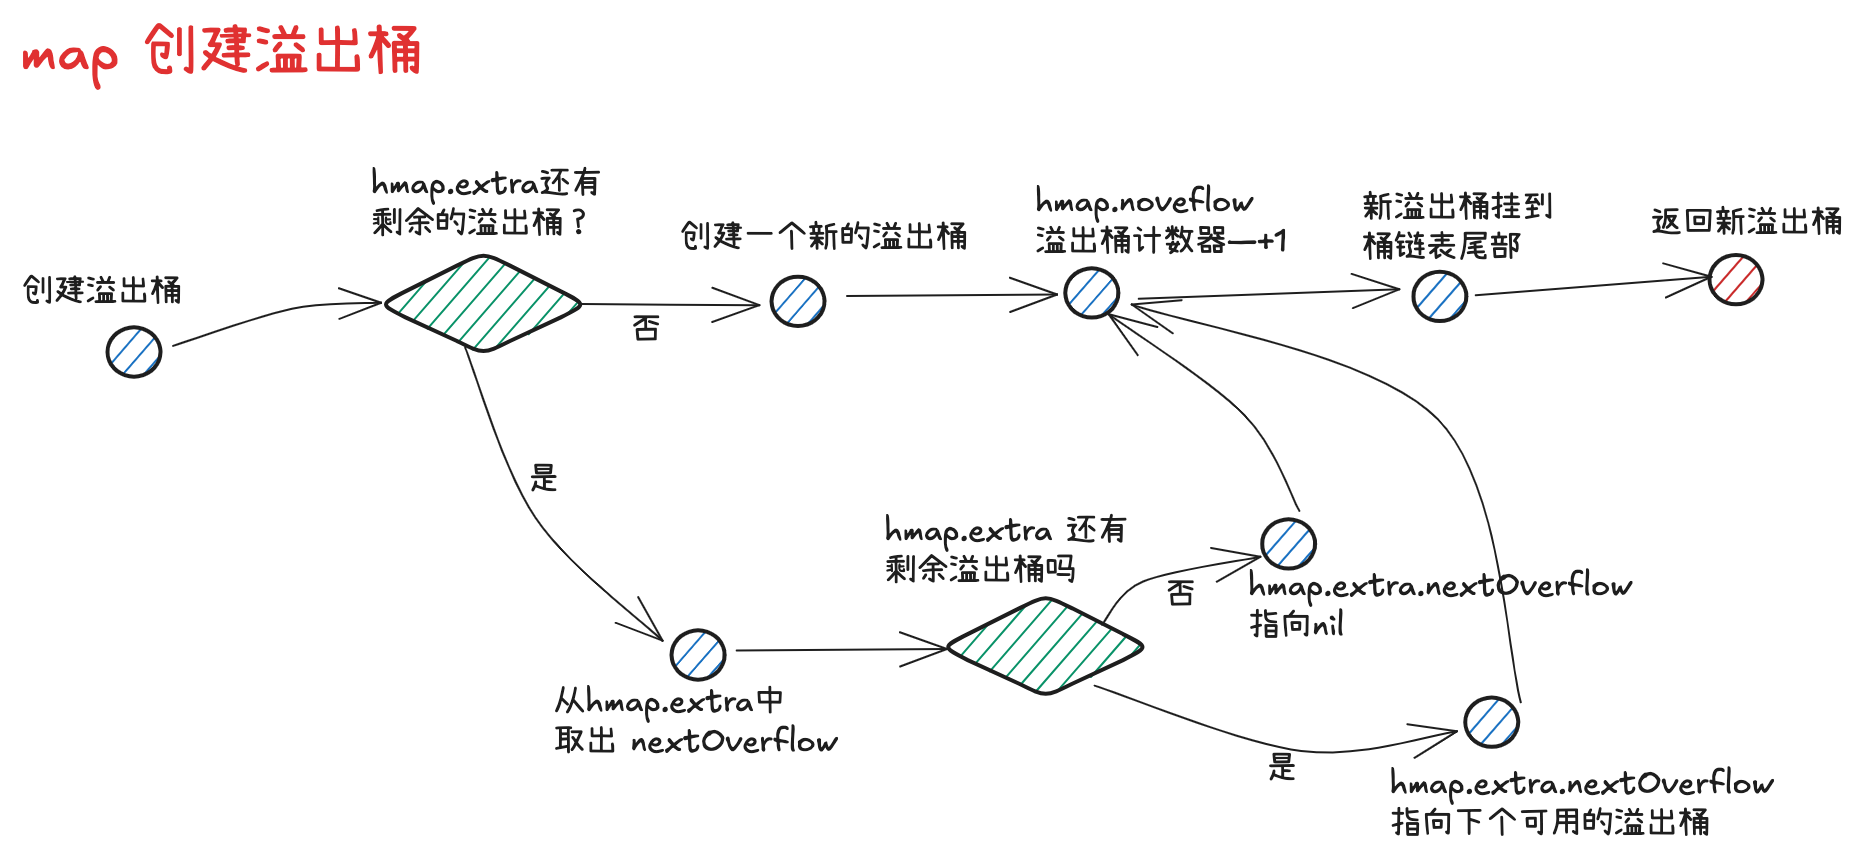 map 创建溢出桶
创建溢出桶
hmap.extra还有
剩余的溢出桶？
否
是
创建一个新的溢出桶
hmap.noveflow
溢出桶计数器—+1
新溢出桶挂到
桶链表尾部
返回新溢出桶
从hmap.extra中
取出 nextOverflow
hmap.extra 还有
剩余溢出桶吗
否
hmap.extra.nextOverflow
指向nil
是
hmap.extra.nextOverflow
指向下个可用的溢出桶